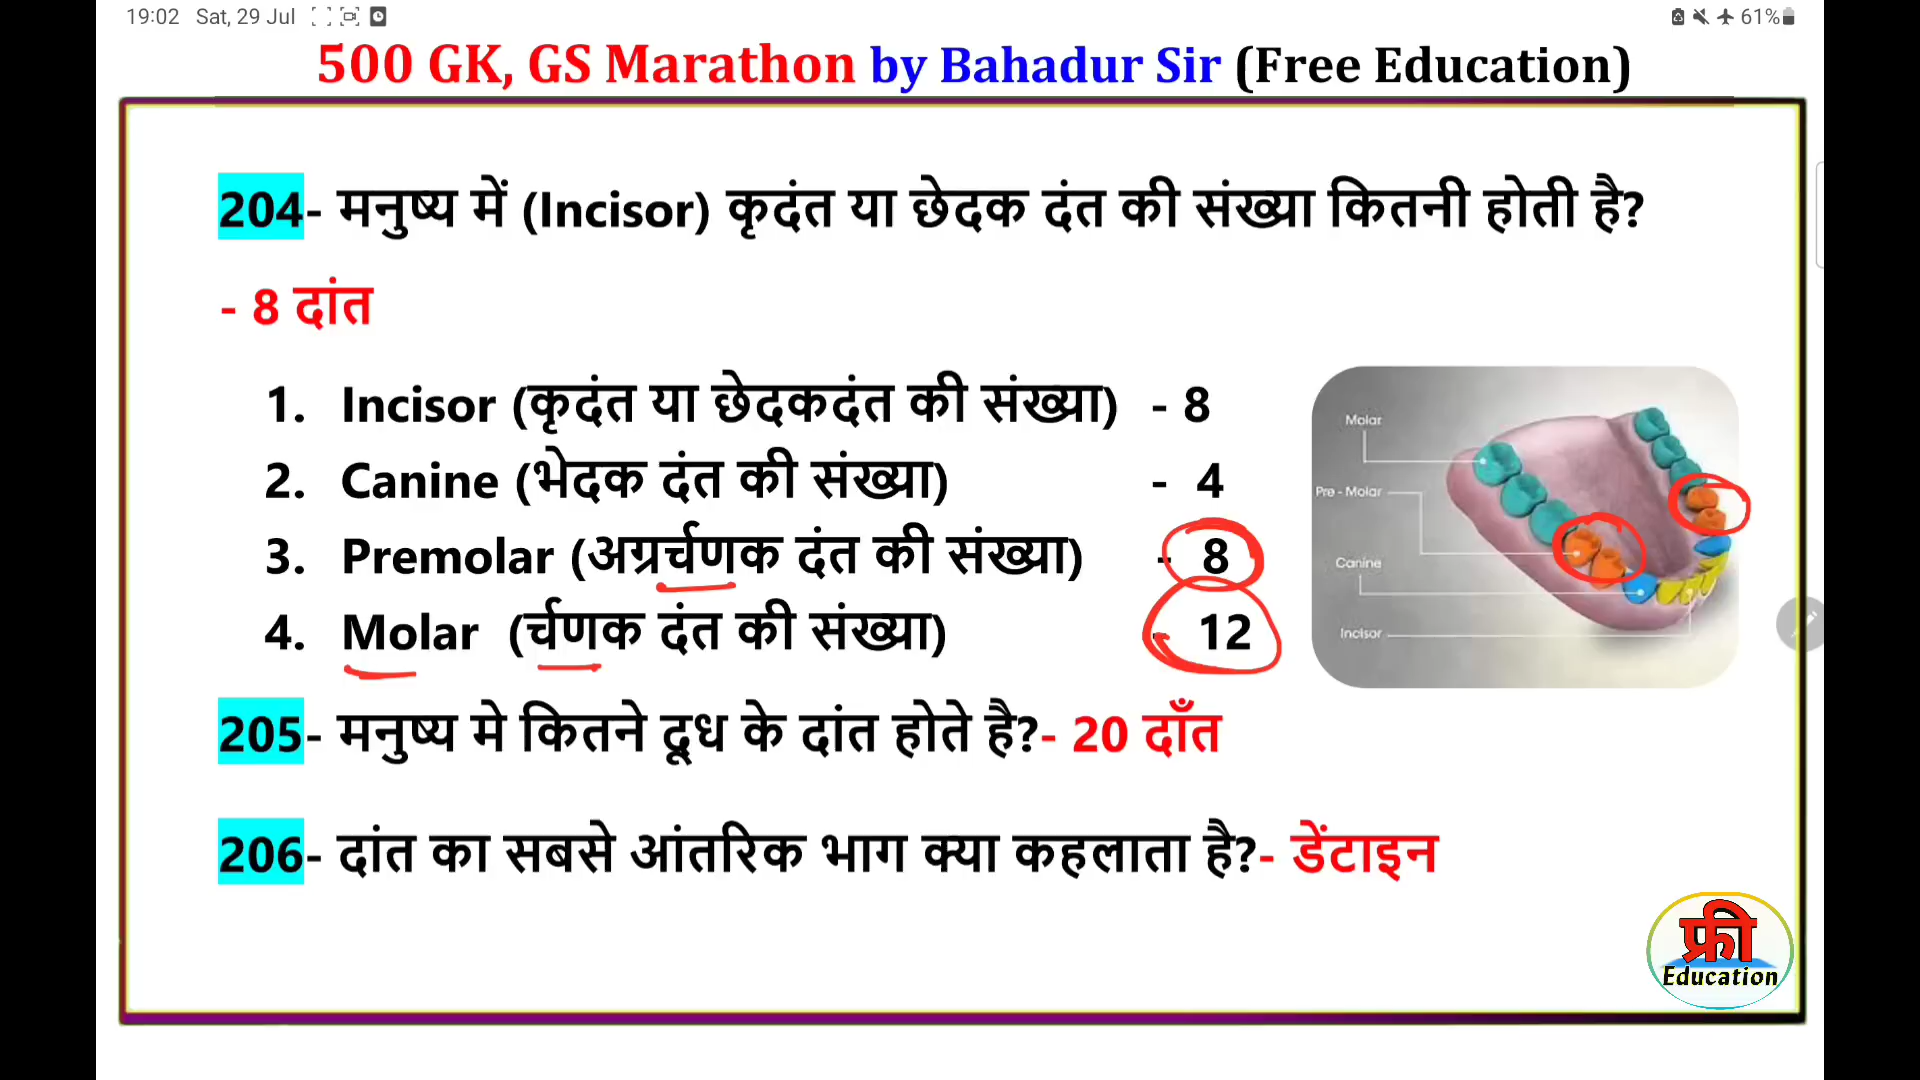 19:02 Sat, 29 Jul 61%
500 GK, GS Marathon by Bahadur Sir (Free Education)
204- मनुष्य में (Incisor) कृदंत या छेदक दंत की संख्या कितनी होती है?
- 8 दांत
1. Incisor (कृदंत या छेदकदंत की संख्या) - 8
2. Canine (भेदक दंत की संख्या) - 4
3. Premolar (अग्रर्चणक दंत की संख्या) - 8
4. Molar (र्चणक दंत की संख्या) - 12
Molar
Pre - Molar
Canine
Incisor
205- मनुष्य मे कितने दूध के दांत होते है?- 20 दाँत
206- दांत का सबसे आंतरिक भाग क्या कहलाता है?- डेंटाइन
फ्री
Education